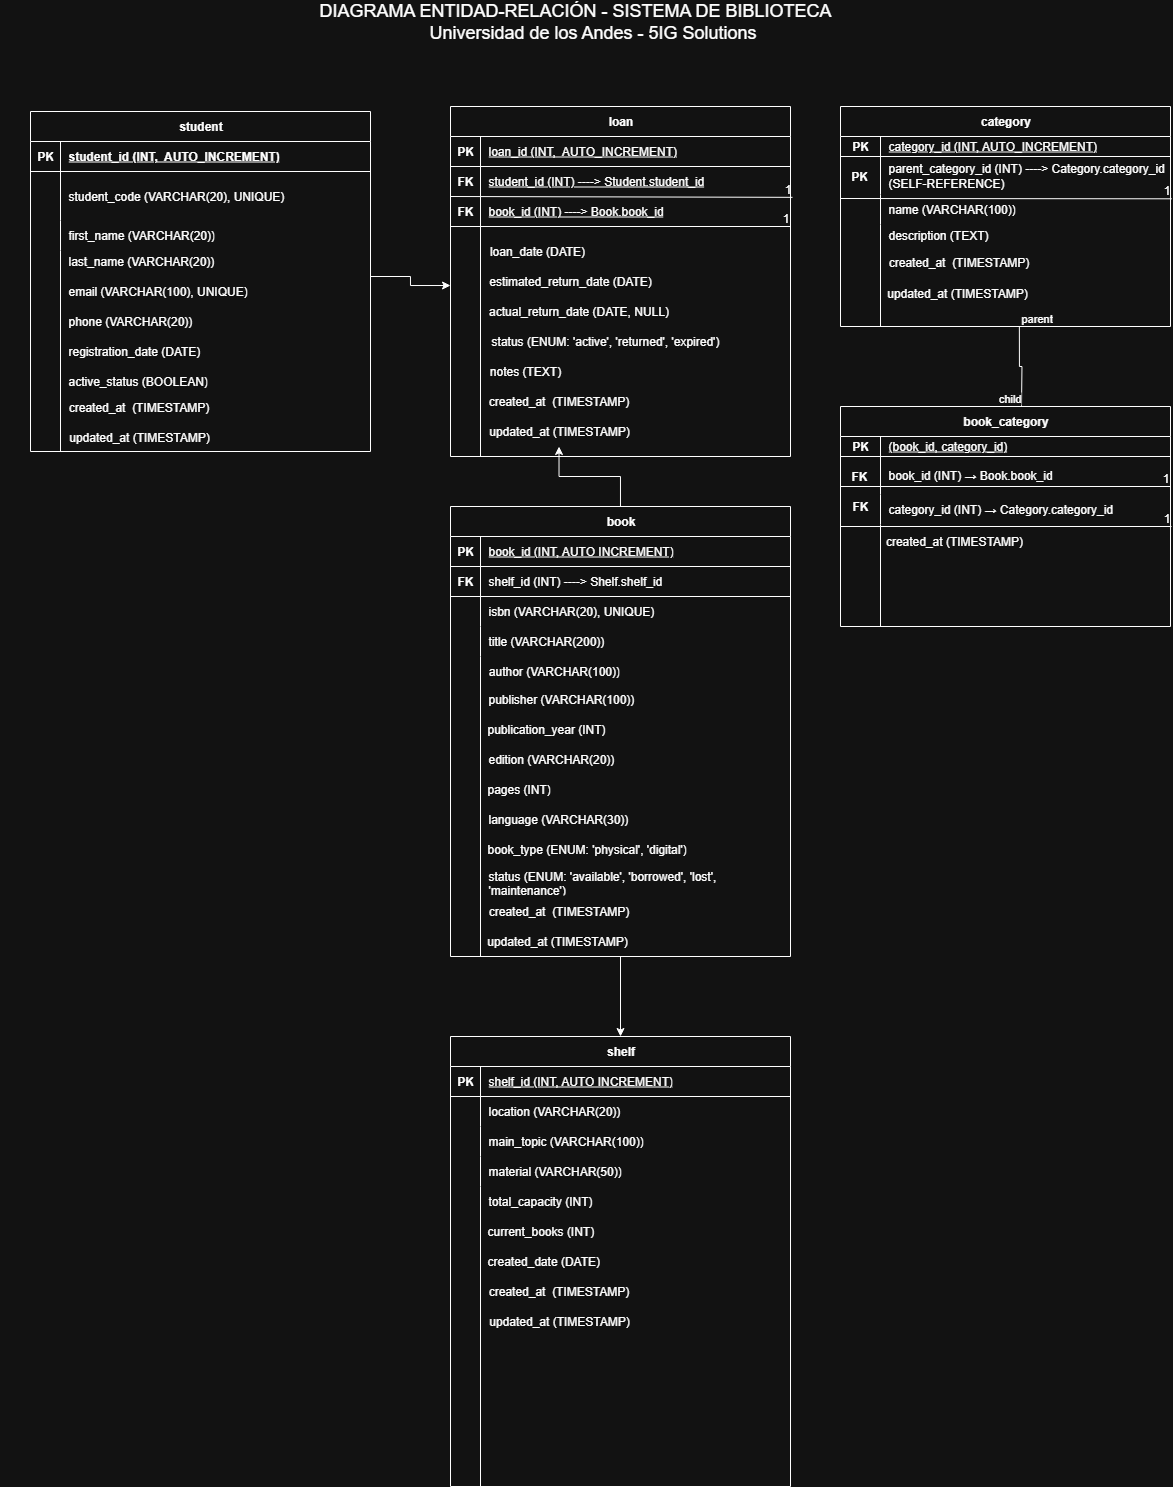 DIAGRAMA ENTIDAD-RELACIÓN - SISTEMA DE BIBLIOTECA
Universidad de los Andes - 5IG Solutions
student
PK student_id (INT, AUTO_INCREMENT)
student_code (VARCHAR(20), UNIQUE)
first_name (VARCHAR(20))
last_name (VARCHAR(20))
email (VARCHAR(100), UNIQUE)
phone (VARCHAR(20))
registration_date (DATE)
active_status (BOOLEAN)
created_at (TIMESTAMP)
updated_at (TIMESTAMP)
loan
PK loan_id (INT, AUTO_INCREMENT)
FK student_id (INT) ----> Student.student_id
1
FK book_id (INT) ----> Book.book_id
1
loan_date (DATE)
estimated_return_date (DATE)
actual_return_date (DATE, NULL)
status (ENUM: 'active', 'returned', 'expired')
notes (TEXT)
created_at (TIMESTAMP)
updated_at (TIMESTAMP)
category
PK category_id (INT, AUTO_INCREMENT)
PK parent_category_id (INT) ----> Category.category_id
(SELF-REFERENCE)
1
name (VARCHAR(100))
description (TEXT)
created_at (TIMESTAMP)
updated_at (TIMESTAMP)
parent
child
book_category
PK (book_id, category_id)
FK book_id (INT) → Book.book_id
1
FK category_id (INT) → Category.category_id
1
created_at (TIMESTAMP)
book
PK book_id (INT, AUTO INCREMENT)
FK shelf_id (INT) ----> Shelf.shelf_id
isbn (VARCHAR(20), UNIQUE)
title (VARCHAR(200))
author (VARCHAR(100))
publisher (VARCHAR(100))
publication_year (INT)
edition (VARCHAR(20))
pages (INT)
language (VARCHAR(30))
book_type (ENUM: 'physical', 'digital')
status (ENUM: 'available', 'borrowed', 'lost',
'maintenance')
created_at (TIMESTAMP)
updated_at (TIMESTAMP)
shelf
PK shelf_id (INT, AUTO INCREMENT)
location (VARCHAR(20))
main_topic (VARCHAR(100))
material (VARCHAR(50))
total_capacity (INT)
current_books (INT)
created_date (DATE)
created_at (TIMESTAMP)
updated_at (TIMESTAMP)